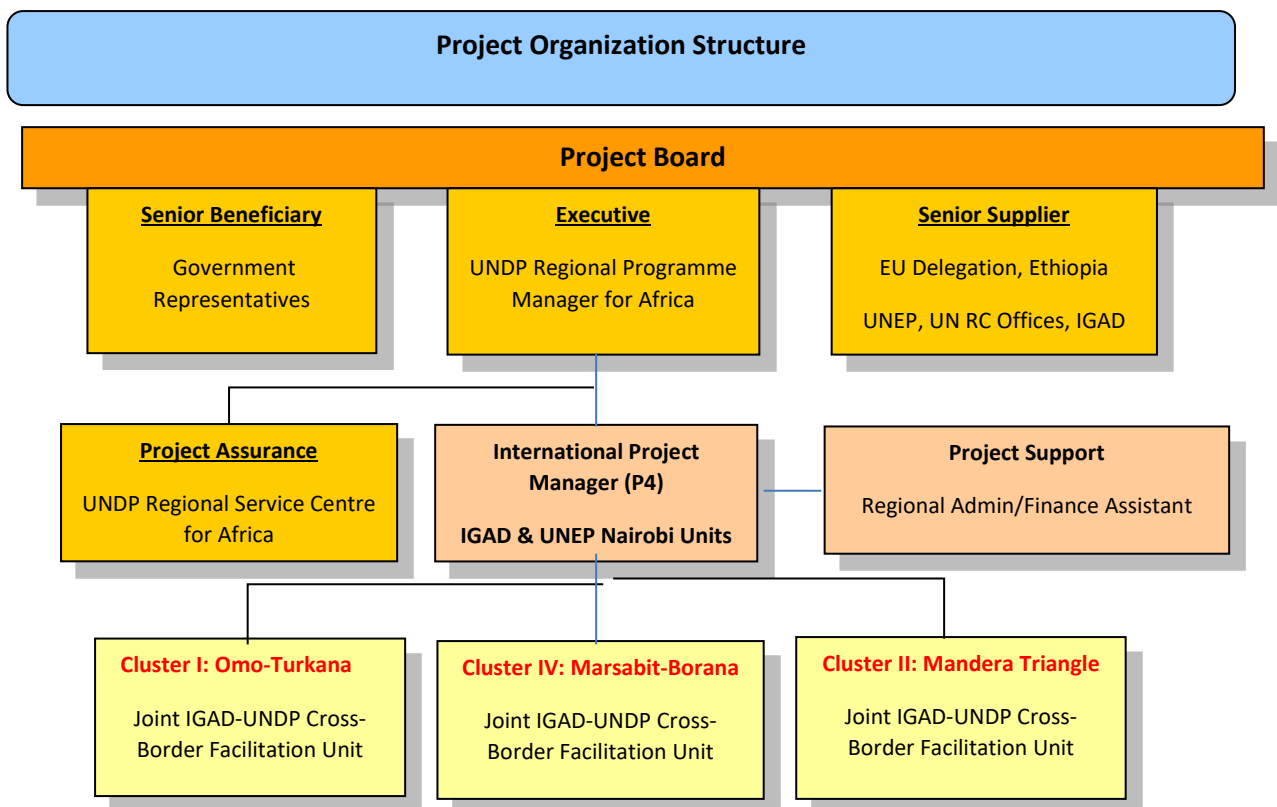 Project Organization Structure
Project Board
Senior Beneficiary
Government
Representatives
Executive
UNDP Regional Programme
Manager for Africa
Senior Supplier
EU Delegation, Ethiopia
UNEP, UN RC Offices, IGAD
Project Assurance
UNDP Regional Service Centre
for Africa
International Project
Manager (P4)
IGAD & UNEP Nairobi Units
Project Support
Regional Admin/Finance Assistant
Cluster I: Omo-Turkana
Joint IGAD-UNDP Cross-
Border Facilitation Unit
Cluster IV: Marsabit-Borana
Joint IGAD-UNDP Cross-
Border Facilitation Unit
Cluster II: Mandera Triangle
Joint IGAD-UNDP Cross-
Border Facilitation Unit